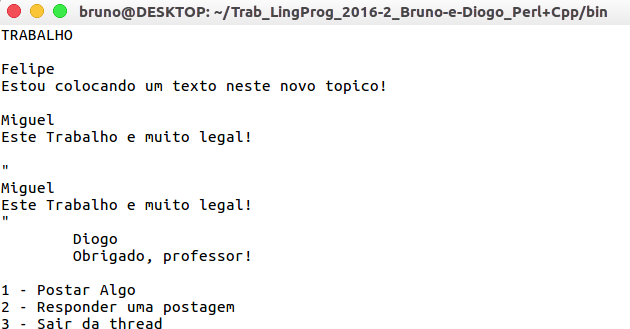 bruno@DESKTOP: ~/Trab_LingProg_2016-2_Bruno-e-Diogo_Perl+Cpp/bin
TRABALHO
Felipe
Estou colocando um texto neste novo topico!
Miguel
Este Trabalho e muito legal!
"
Miguel
Este Trabalho e muito legal!
"
Diogo
Obrigado, professor!
1 - Postar Algo
2 - Responder uma postagem
3 - Sair da thread